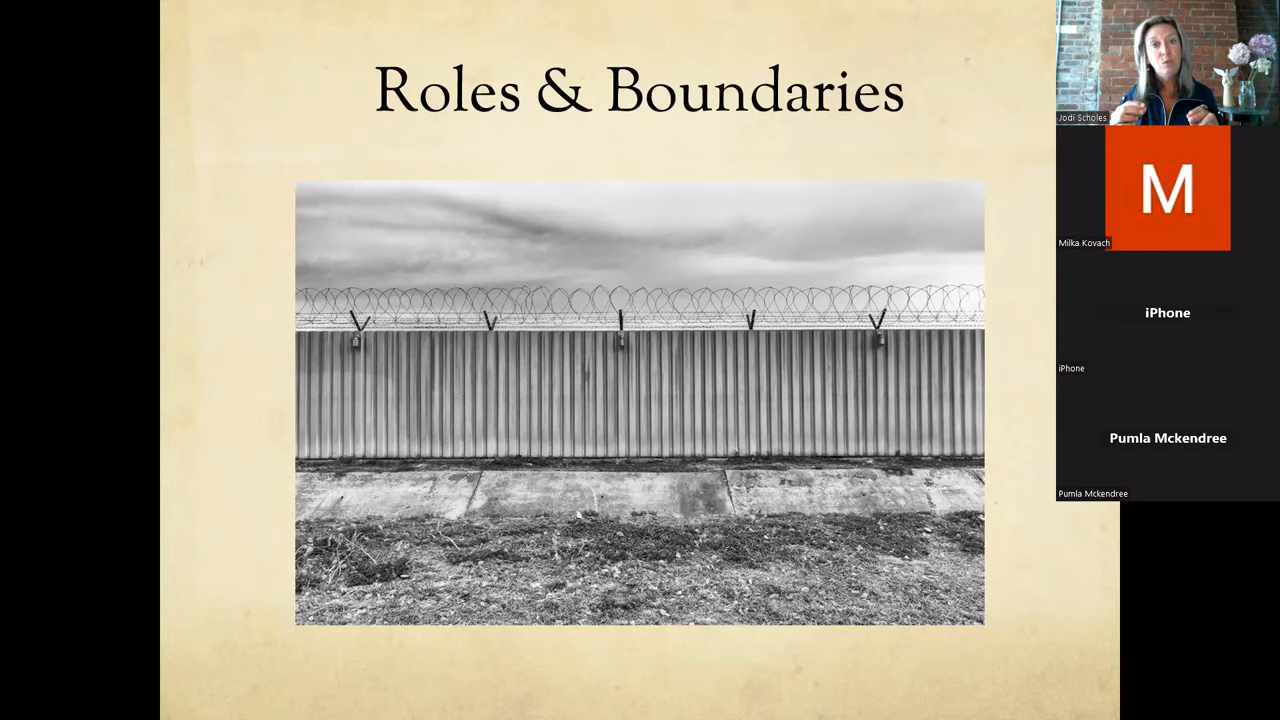 Roles & Boundaries
Jodi Scholes
M
Milka Kovach
iPhone
iPhone
Pumla Mckendree
Pumla Mckendree